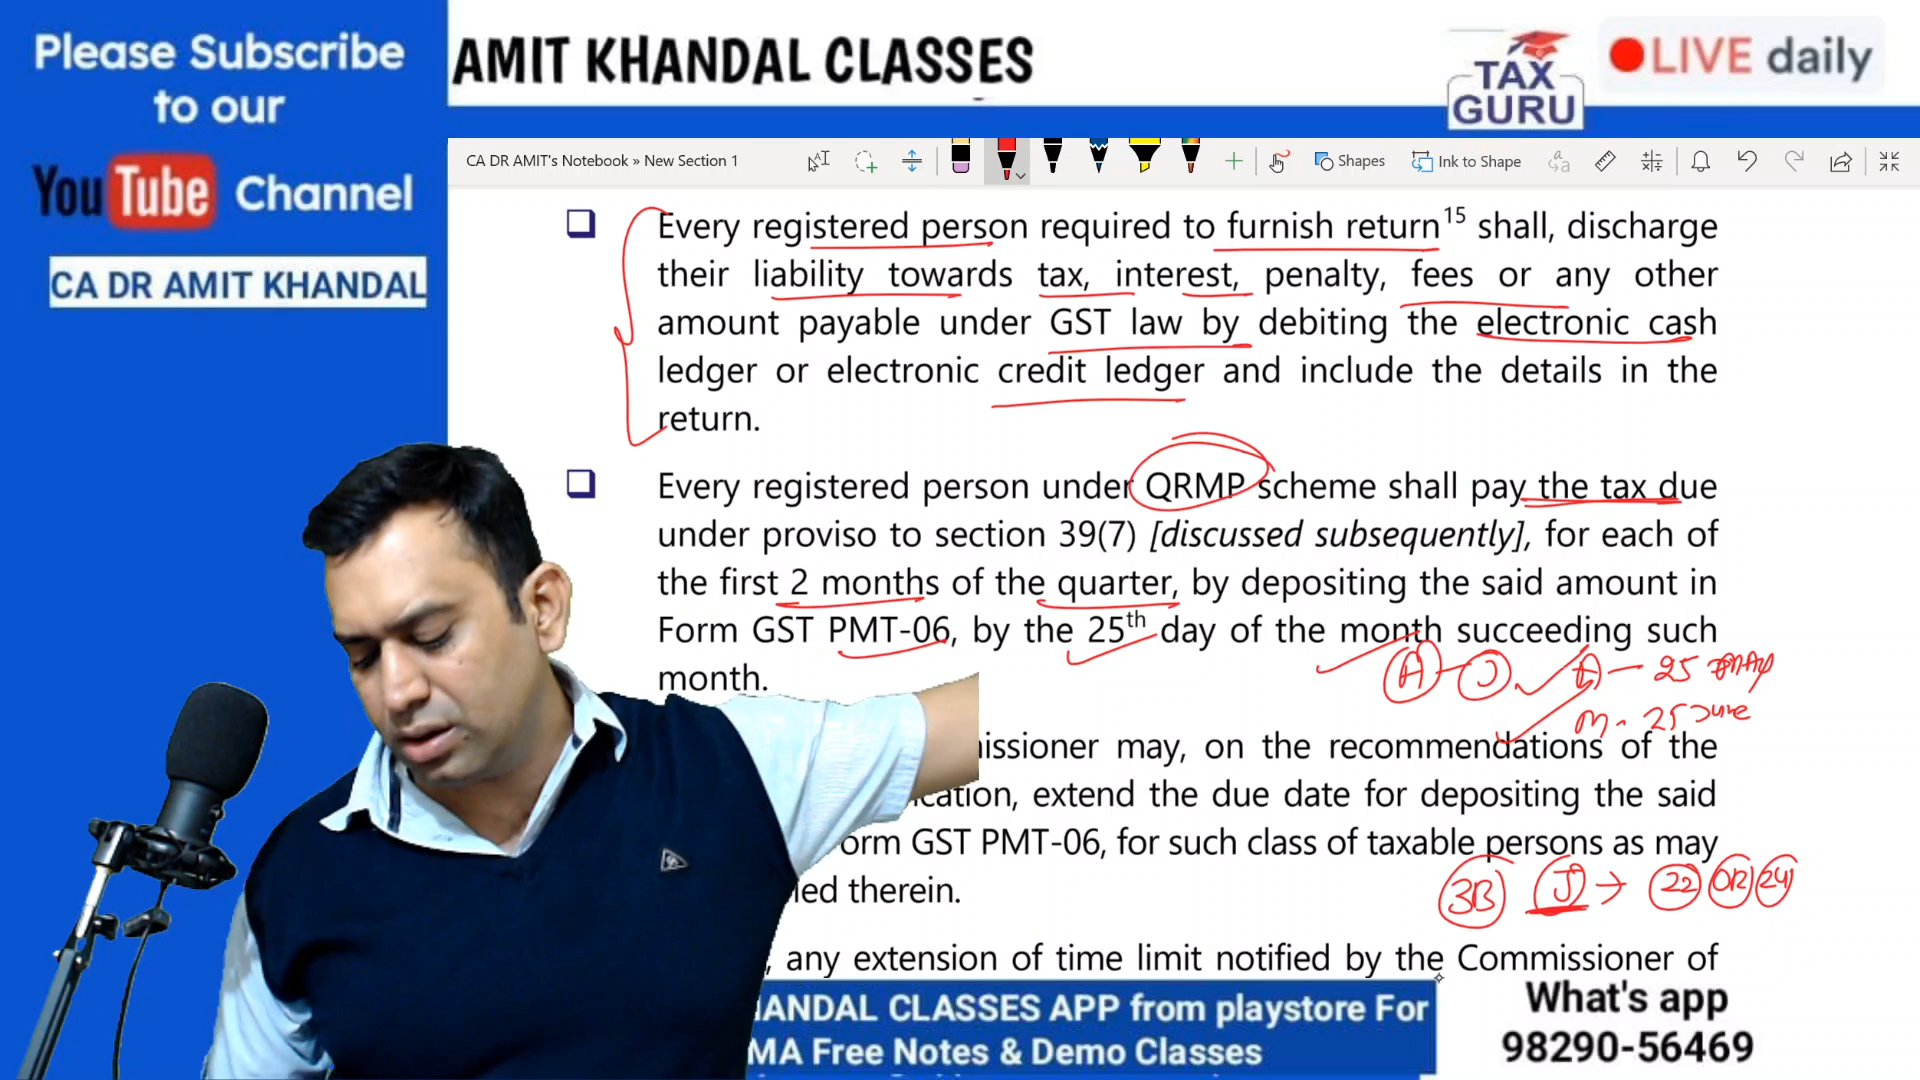 Please Subscribe
to our
YouTube Channel
CA DR AMIT KHANDAL
AMIT KHANDAL CLASSES
TAX
GURU
LIVE daily
CA DR AMIT's Notebook » New Section 1
Shapes
Ink to Shape
Every registered person required to furnish return15 shall, discharge
their liability towards tax, interest, penalty, fees or any other
amount payable under GST law by debiting the electronic cash
ledger or electronic credit ledger and include the details in the
return.
Every registered person under QRMP scheme shall pay the tax due
under proviso to section 39(7) [discussed subsequently], for each of
the first 2 months of the quarter, by depositing the said amount in
Form GST PMT-06, by the 25th day of the month succeeding such
month.
A - J A - 25 May
M - 25 June
may, on the recommendations of the
extend the due date for depositing the said
GST PMT-06, for such class of taxable persons as may
therein.
3B J → 22 OR 24
any extension of time limit notified by the Commissioner of
CLASSES APP from playstore For
Free Notes & Demo Classes
What's app
98290-56469